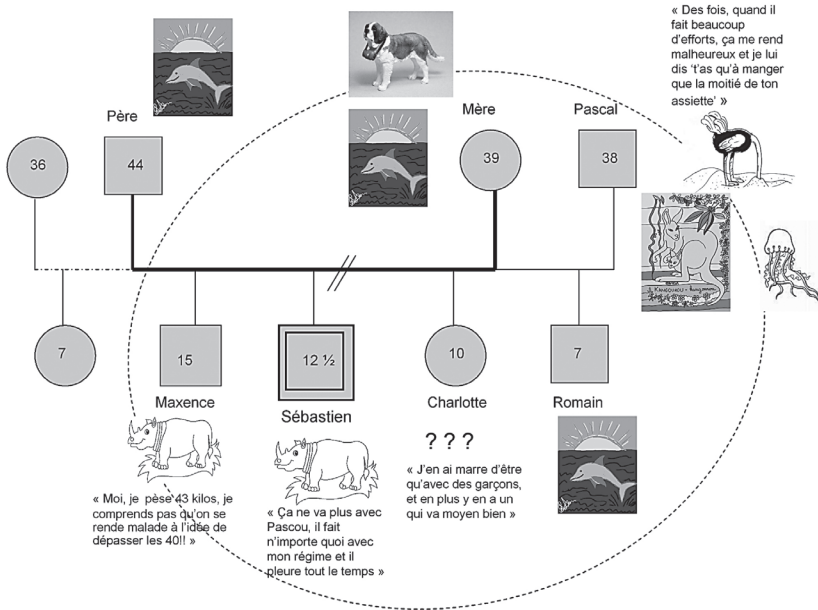 « Des fois, quand il
fait beaucoup
d'efforts, ça me rend
malheureux et je lui
dis 't'as qu'à manger
que la moitié de ton
assiette' »
Père
Mère
Pascal
36
44
39
38
7
15
12 ½
10
7
Maxence
Sébastien
Charlotte
Romain
? ? ?
« Moi, je pèse 43 kilos, je
comprends pas qu'on se
rende malade à l'idée de
dépasser les 40!! »
« Ça ne va plus avec
Pascou, il fait
n'importe quoi avec
mon régime et il
pleure tout le temps »
« J'en ai marre d'être
qu'avec des garçons,
et en plus y en a un
qui va moyen bien »